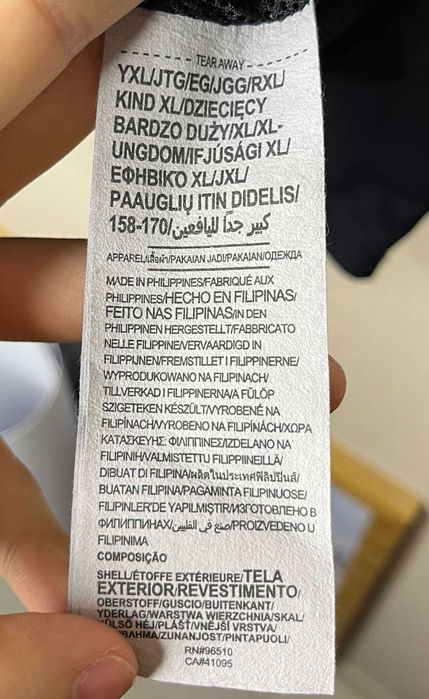 TEAR AWAY
YXL/JTG/EG/JGG/RXL/
KIND XL/DZIECIĘCY
BARDZO DUŻY/XL/XL-
UNGDOM/IFJÚSÁGI XL/
ΕΦΗΒΙΚΌ XL/JXL/
PAAUGLIŲ ITIN DIDELIS/
158-170/كبير جداً لليافعين
APPAREL/เสื้อผ้า/PAKAIAN JADI/PAKAIAN/ОДЕЖДА
MADE IN PHILIPPINES/FABRIQUÉ AUX
PHILIPPINES/HECHO EN FILIPINAS/
FEITO NAS FILIPINAS/IN DEN
PHILIPPINEN HERGESTELLT/FABBRICATO
NELLE FILIPPINE/VERVAARDIGD IN
FILIPPIJNEN/FREMSTILLET I FILIPPINERNE/
WYPRODUKOWANO NA FILIPINACH/
TILLVERKAD I FILIPPINERNA/A FÜLÖP
SZIGETEKEN KÉSZÜLT/VYROBENÉ NA
FILIPÍNACH/VYROBENO NA FILIPÍNÁCH/ΧΩΡΑ
ΚΑΤΑΣΚΕΥΗΣ: ΦΙΛΙΠΠΙΝΕΣ/IZDELANO NA
FILIPINIH/VALMISTETTU FILIPPIINEILLÄ/
DIBUAT DI FILIPINA/ผลิตในประเทศฟิลิปปินส์/
BUATAN FILIPINA/PAGAMINTA FILIPINUOSE/
FILIPINLER'DE YAPILMIŞTIR/ИЗГОТОВЛЕНО В
ФИЛИППИНАХ/صنع في الفلبين/PROIZVEDENO U
FILIPINIMA
COMPOSIÇÃO
SHELL/ÉTOFFE EXTÉRIEURE/TELA
EXTERIOR/REVESTIMENTO/
OBERSTOFF/GUSCIO/BUITENKANT/
YDERLAG/WARSTWA WIERZCHNIA/SKAL/
KÜLSŐ HÉJ/PLÁŠŤ/VNĚJŠÍ VRSTVA/
ZUNANJOST/PINTAPUOLI/
RN#96510
CA#41095